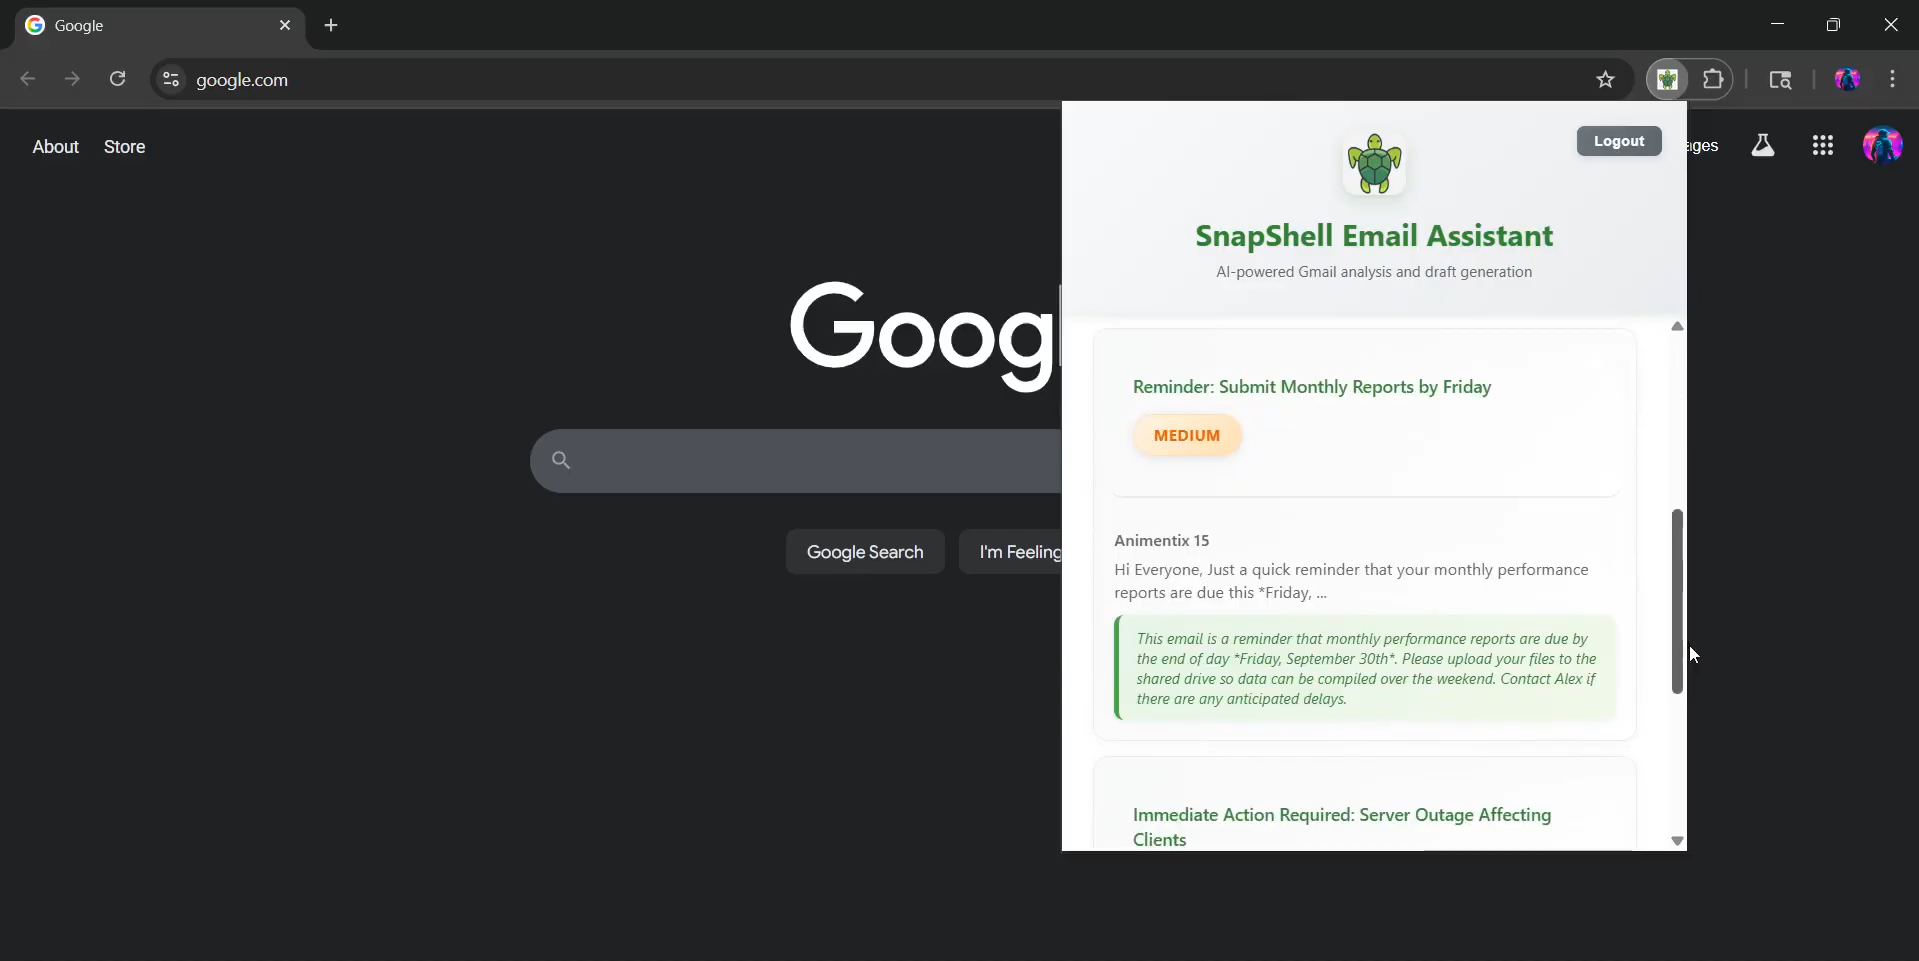 Google
google.com
About Store
Logout
SnapShell Email Assistant
AI-powered Gmail analysis and draft generation
Reminder: Submit Monthly Reports by Friday
MEDIUM
Google Search
I'm Feeling
Animentix 15
Hi Everyone, Just a quick reminder that your monthly performance
reports are due this *Friday, ...
This email is a reminder that monthly performance reports are due by
the end of day *Friday, September 30th*. Please upload your files to the
shared drive so data can be compiled over the weekend. Contact Alex if
there are any anticipated delays.
Immediate Action Required: Server Outage Affecting
Clients